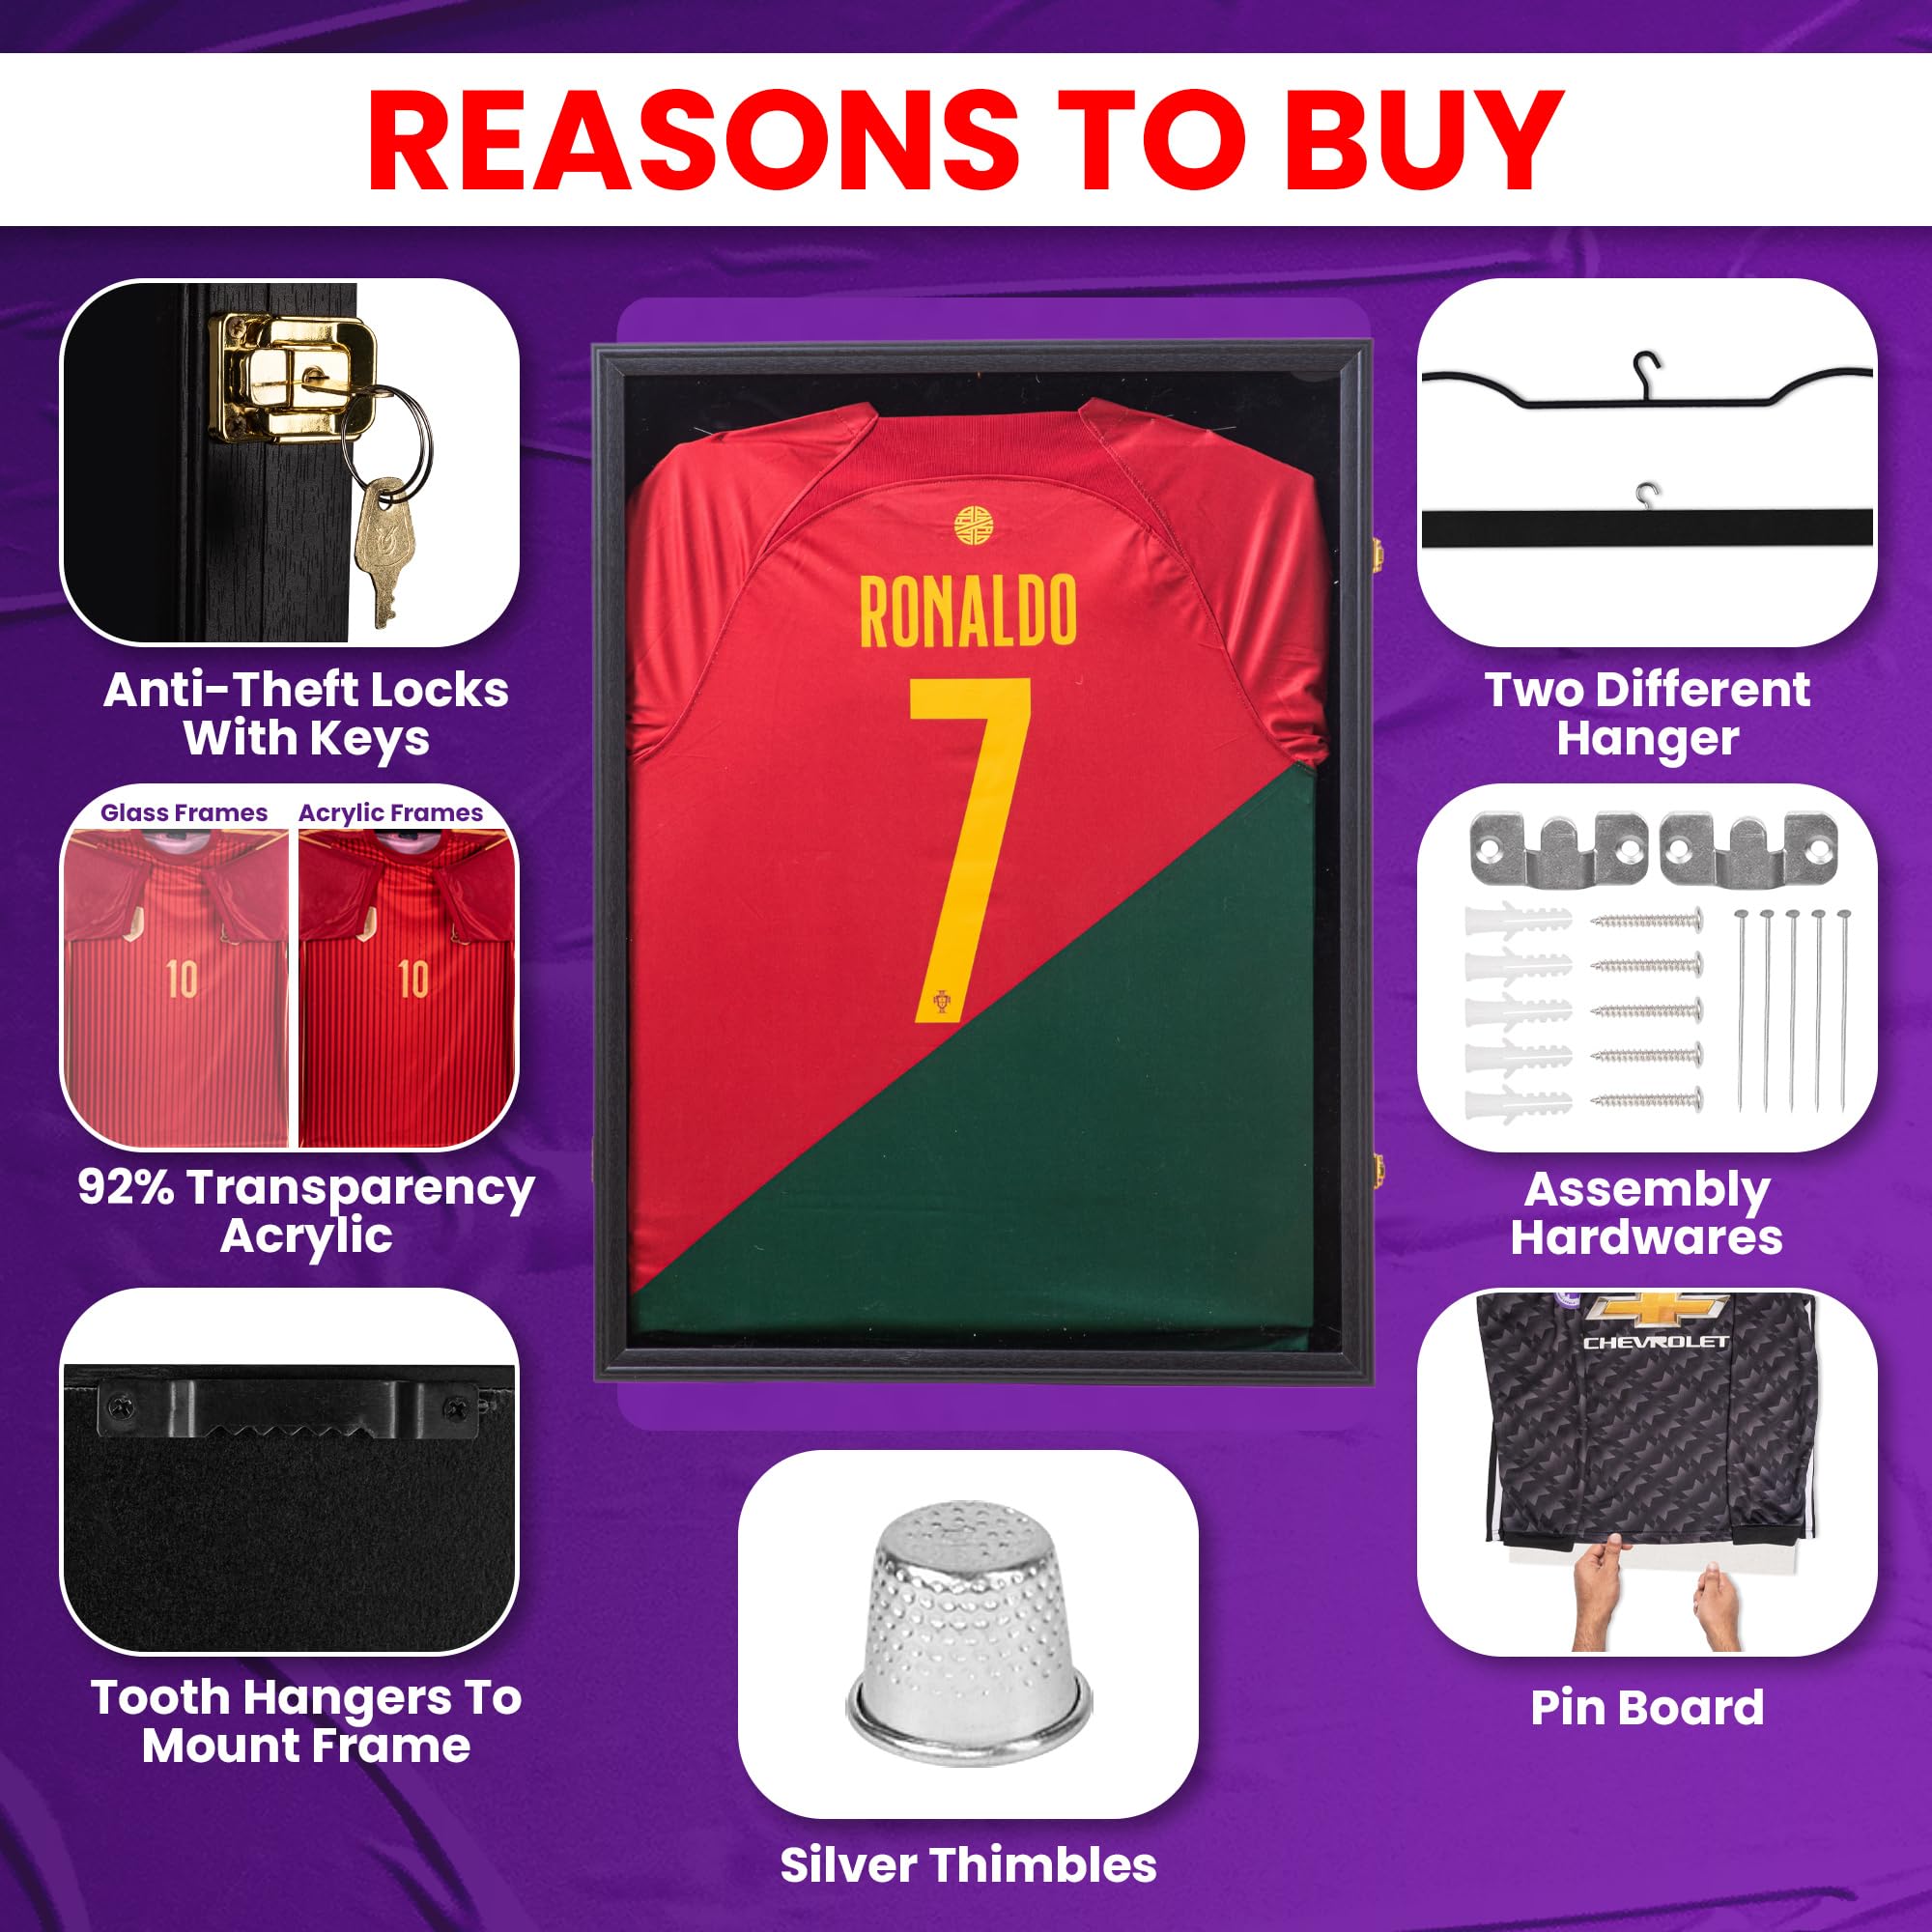 REASONS TO BUY
Anti-Theft Locks
With Keys
RONALDO
7
Two Different
Hanger
Glass Frames
Acrylic Frames
10
10
92% Transparency
Acrylic
Assembly
Hardwares
CHEVROLET
Tooth Hangers To
Mount Frame
Pin Board
Silver Thimbles